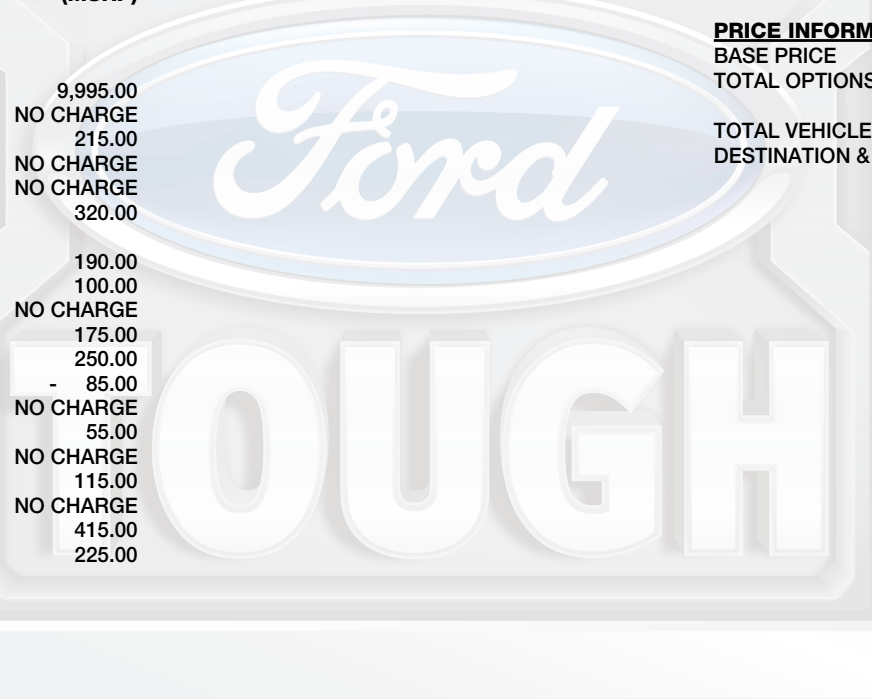 PRICE INFORM
BASE PRICE
TOTAL OPTIONS
TOTAL VEHICLE
DESTINATION &
9,995.00
NO CHARGE
215.00
NO CHARGE
NO CHARGE
320.00
190.00
100.00
NO CHARGE
175.00
250.00
- 85.00
NO CHARGE
55.00
NO CHARGE
115.00
NO CHARGE
415.00
225.00
Ford
TOUGH